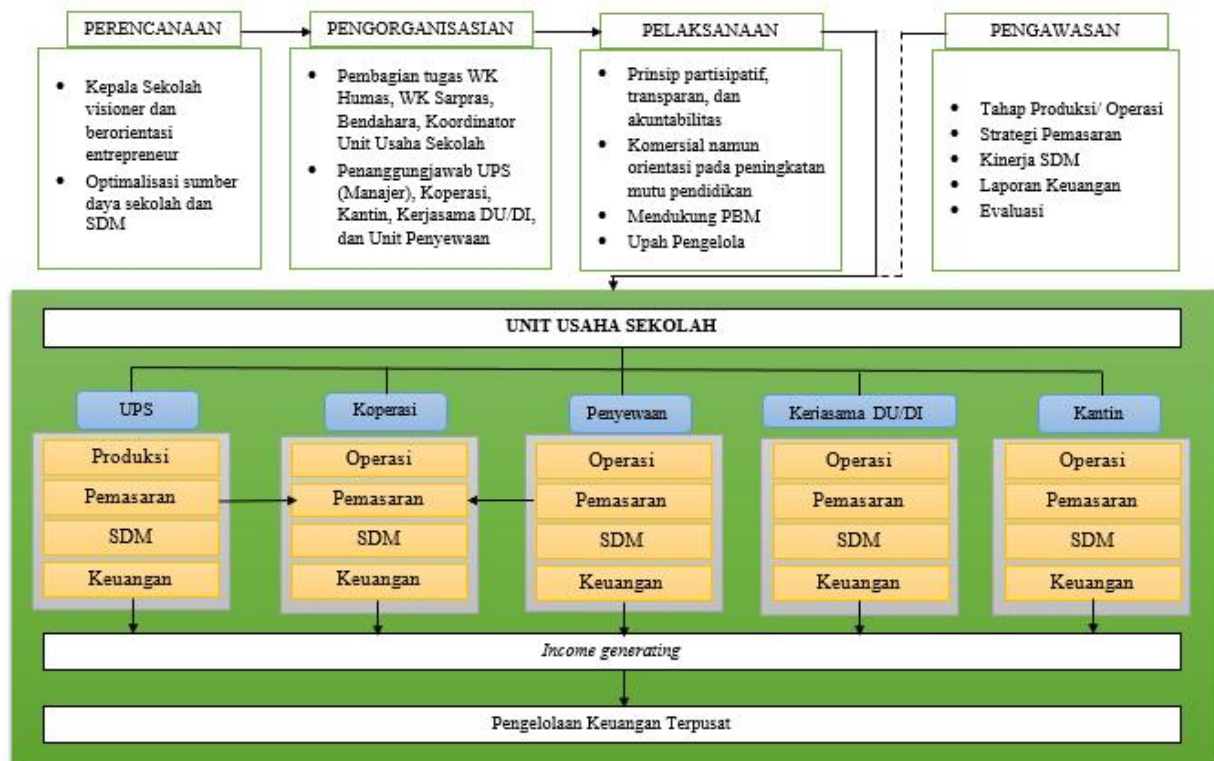 PERENCANAAN
Kepala Sekolah
visioner dan
berorientasi
entrepreneur
Optimalisasi sumber
daya sekolah dan
SDM
PENGORGANISASIAN
Pembagian tugas WK
Humas, WK Sarpras,
Bendahara, Koordinator
Unit Usaha Sekolah
Penanggungjawab UPS
(Manajer), Koperasi,
Kantin, Kerjasama DU/DI,
dan Unit Penyewaan
PELAKSANAAN
Prinsip partisipatif,
transparan, dan
akuntabilitas
Komersial namun
orientasi pada peningkatan
mutu pendidikan
Mendukung PBM
Upah Pengelola
PENGAWASAN
Tahap Produksi/ Operasi
Strategi Pemasaran
Kinerja SDM
Laporan Keuangan
Evaluasi
UNIT USAHA SEKOLAH
UPS
Produksi
Pemasaran
SDM
Keuangan
Koperasi
Operasi
Pemasaran
SDM
Keuangan
Penyewaan
Operasi
Pemasaran
SDM
Keuangan
Kerjasama DU/DI
Operasi
Pemasaran
SDM
Keuangan
Kantin
Operasi
Pemasaran
SDM
Keuangan
Income generating
Pengelolaan Keuangan Terpusat